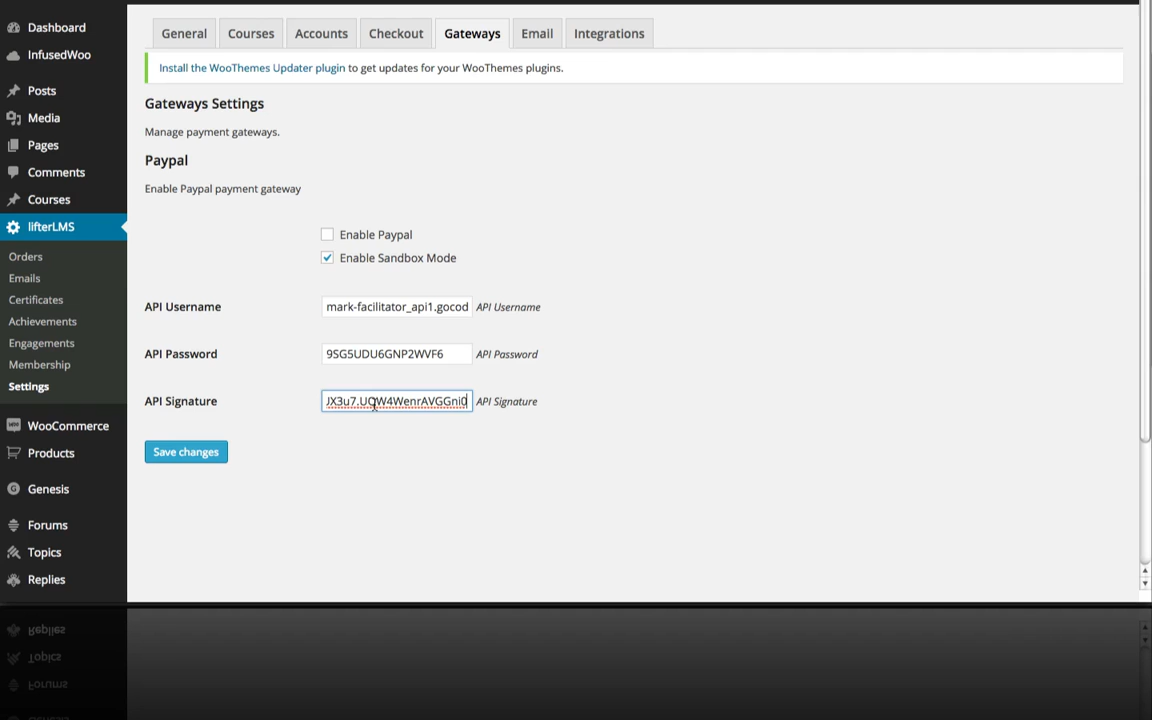 Dashboard
InfusedWoo
Posts
Media
Pages
Comments
Courses
lifterLMS
Orders
Emails
Certificates
Achievements
Engagements
Membership
Settings
WooCommerce
Products
Genesis
Forums
Topics
Replies
General
Courses
Accounts
Checkout
Gateways
Email
Integrations
Install the WooThemes Updater plugin to get updates for your WooThemes plugins.
Gateways Settings
Manage payment gateways.
Paypal
Enable Paypal payment gateway
Enable Paypal
Enable Sandbox Mode
API Username mark-facilitator_api1.gocod API Username
API Password 9SG5UDU6GNP2WVF6 API Password
API Signature API Signature
Save changes
Replies
Topics
Forums